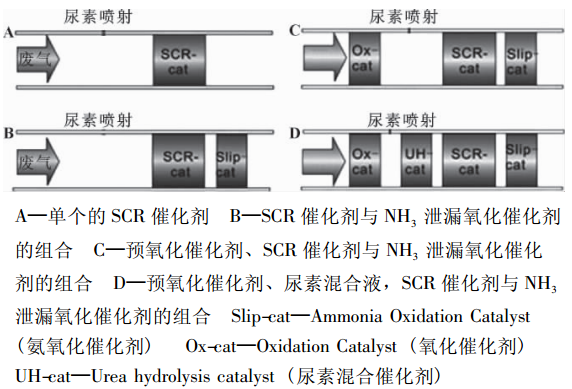 尿素喷射
A
废气
SCR-
cat
尿素喷射
B
废气
SCR-
cat
Slip-
cat
尿素喷射
C
Ox-
cat
SCR-
cat
Slip-
cat
尿素喷射
D
Ox-
cat
UH-
cat
SCR-
cat
Slip-
cat
A—单个的 SCR 催化剂 B—SCR 催化剂与 NH3 泄漏氧化催化剂
的组合 C—预氧化催化剂、SCR 催化剂与 NH3 泄漏氧化催化
剂的组合 D—预氧化催化剂、尿素混合液，SCR 催化剂与 NH3
泄漏氧化催化剂的组合 Slip-cat—Ammonia Oxidation Catalyst
(氨氧化催化剂) Ox-cat—Oxidation Catalyst (氧化催化剂)
UH-cat—Urea hydrolysis catalyst (尿素混合催化剂)